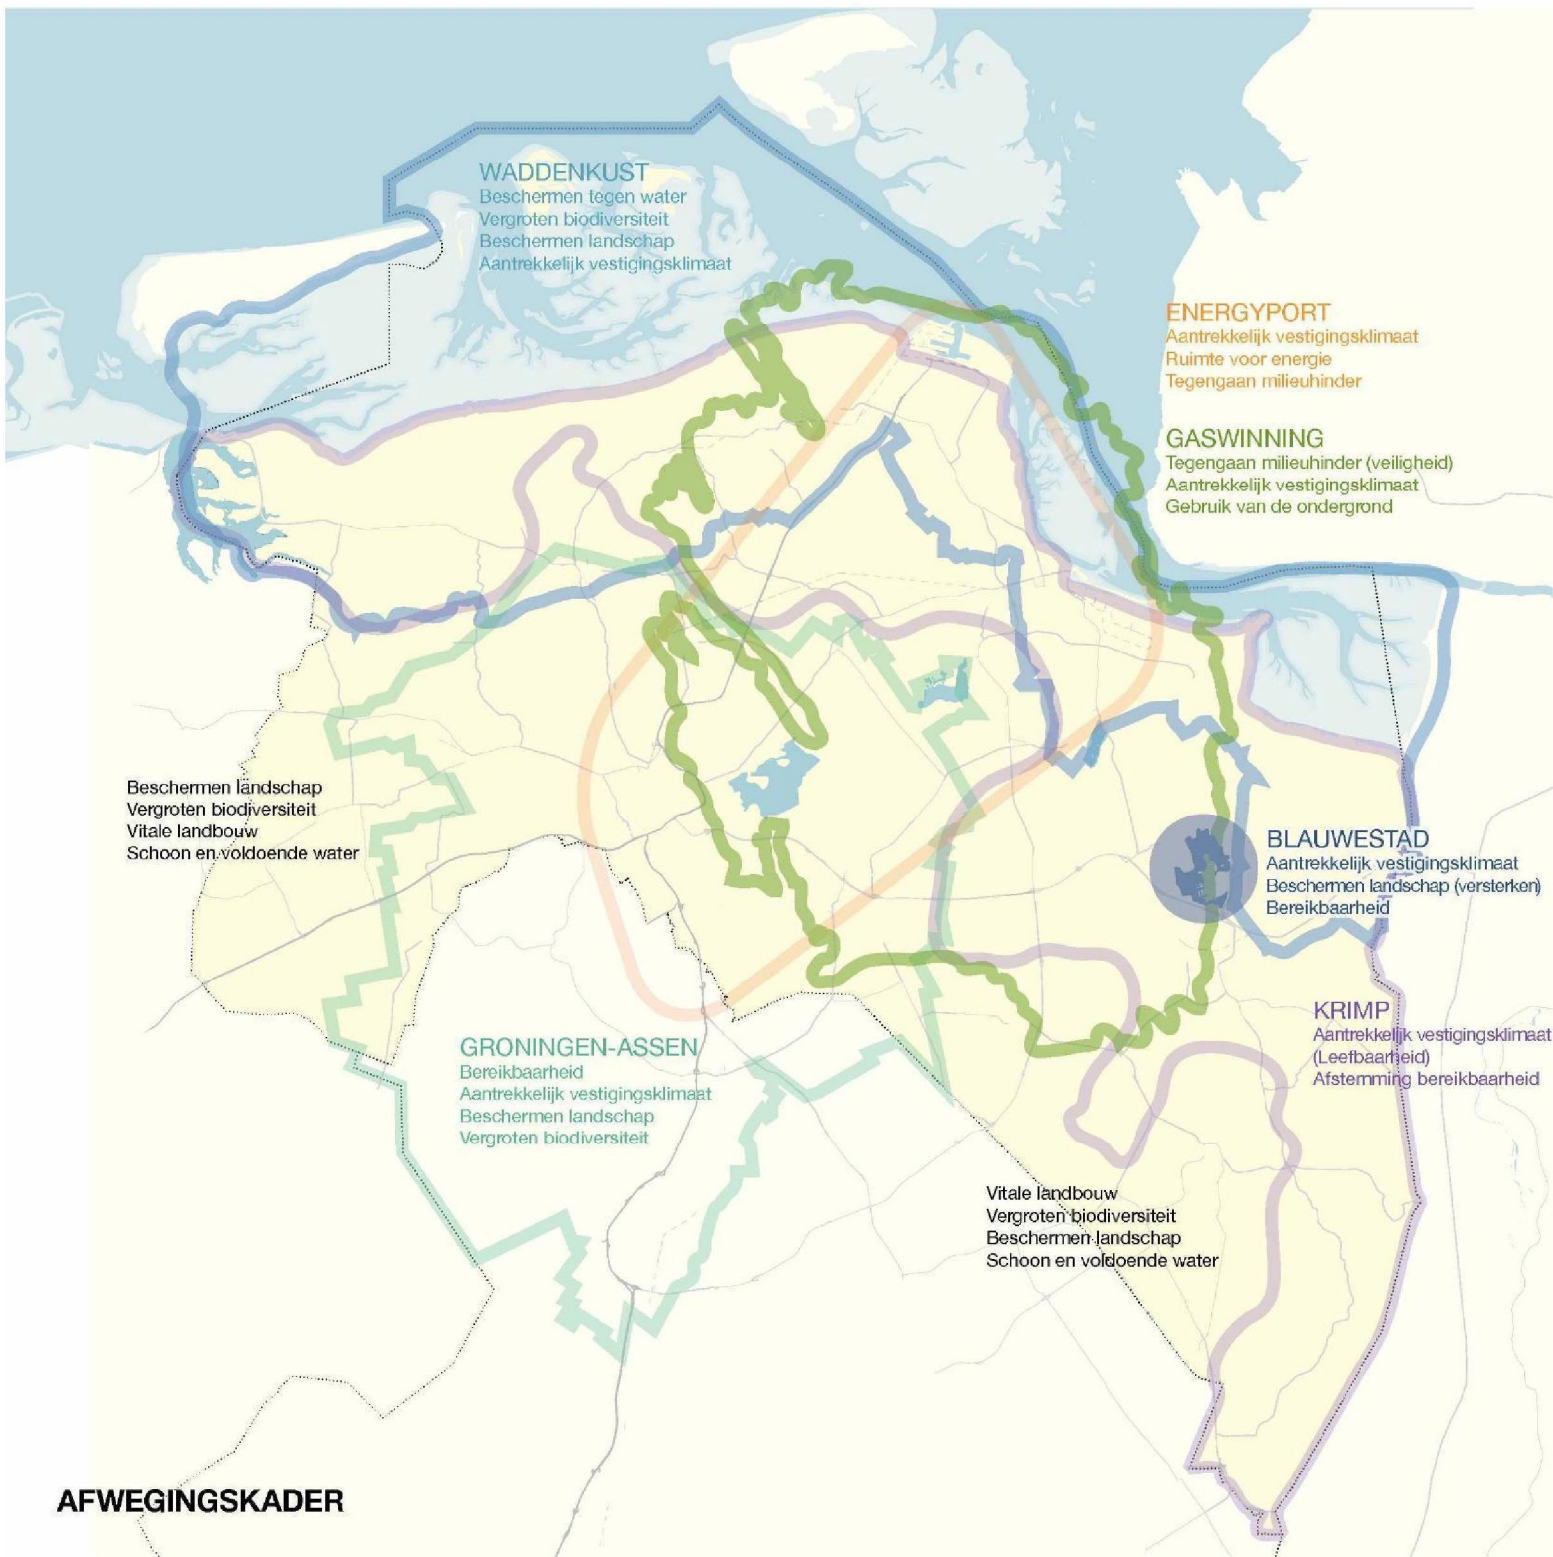 WADDENKUST
Beschermen tegen water
Vergroten biodiversiteit
Beschermen landschap
Aantrekkelijk vestigingsklimaat
ENERGYPORT
Aantrekkelijk vestigingsklimaat
Ruimte voor energie
Tegengaan milieuhinder
GASWINNING
Tegengaan milieuhinder (veiligheid)
Aantrekkelijk vestigingsklimaat
Gebruik van de ondergrond
Beschermen landschap
Vergroten biodiversiteit
Vitale landbouw
Schoon en voldoende water
BLAUWESTAD
Aantrekkelijk vestigingsklimaat
Beschermen landschap (versterken)
Bereikbaarheid
KRIMP
Aantrekkelijk vestigingsklimaat
(Leefbaarheid)
Afstemming bereikbaarheid
GRONINGEN-ASSEN
Bereikbaarheid
Aantrekkelijk vestigingsklimaat
Beschermen landschap
Vergroten biodiversiteit
Vitale landbouw
Vergroten biodiversiteit
Beschermen landschap
Schoon en voldoende water
AFWEGINGSKADER